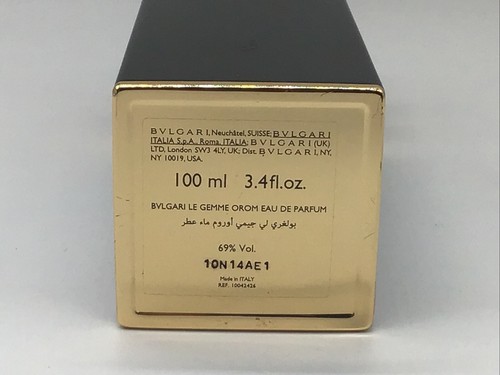 BVLGARI, Neuchâtel, SUISSE; BVLGARI
ITALIA S.p.A., Roma, ITALIA; BVLGARI (UK)
LTD, London SW3 4LY, UK; Dist. BVLGARI, NY,
NY 10019, USA.
100 ml 3.4fl.oz.
BVLGARI LE GEMME OROM EAU DE PARFUM
بولغري لي جيمي أوروم ماء عطر
69% Vol.
10N14AE1
Made in ITALY
REF. 10042426